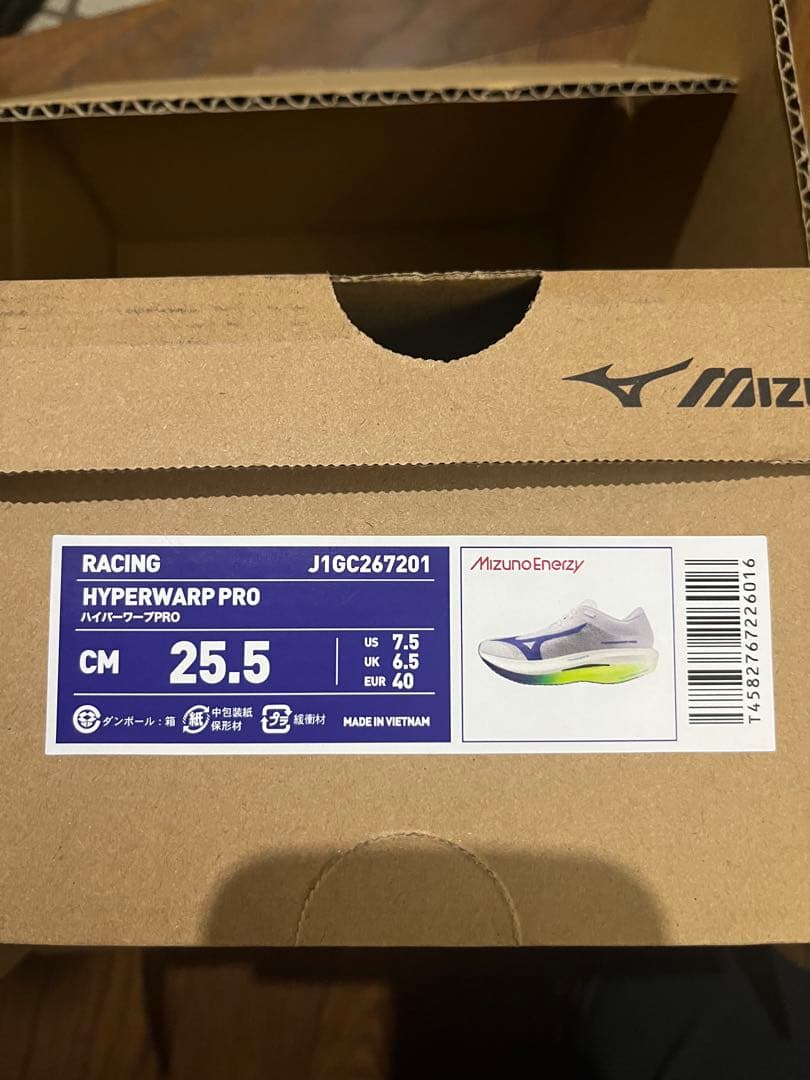 MIZU
RACING J1GC267201
HYPERWARP PRO
ハイパーワープPRO
CM 25.5
US 7.5
UK 6.5
EUR 40
ダンボール：箱
紙
中包装紙
保形材
プラ
緩衝材
MADE IN VIETNAM
MizunoEnerzy
T4582767226016